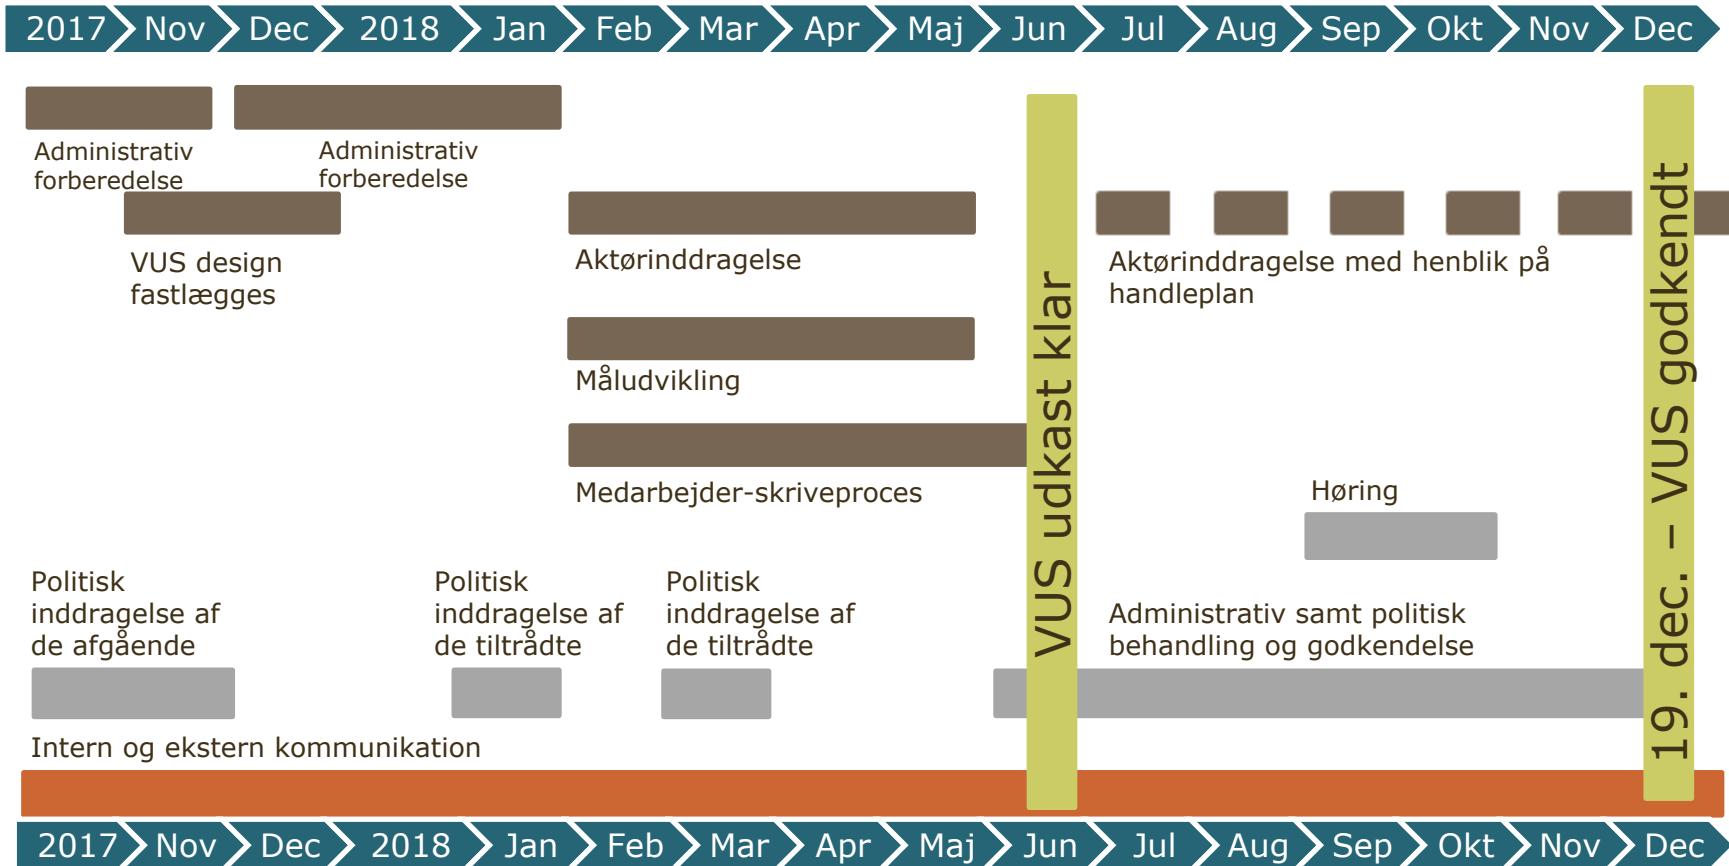 2017 Nov Dec 2018 Jan Feb Mar Apr Maj Jun Jul Aug Sep Okt Nov Dec
Administrativ
forberedelse
Administrativ
forberedelse
VUS design
fastlægges
Aktørinddragelse
Aktørinddragelse med henblik på
handleplan
Måludvikling
Medarbejder-skriveproces
VUS udkast klar
Høring
19. dec. – VUS godkendt
Politisk
inddragelse af
de afgående
Politisk
inddragelse af
de tiltrådte
Politisk
inddragelse af
de tiltrådte
Administrativ samt politisk
behandling og godkendelse
Intern og ekstern kommunikation
2017 Nov Dec 2018 Jan Feb Mar Apr Maj Jun Jul Aug Sep Okt Nov Dec